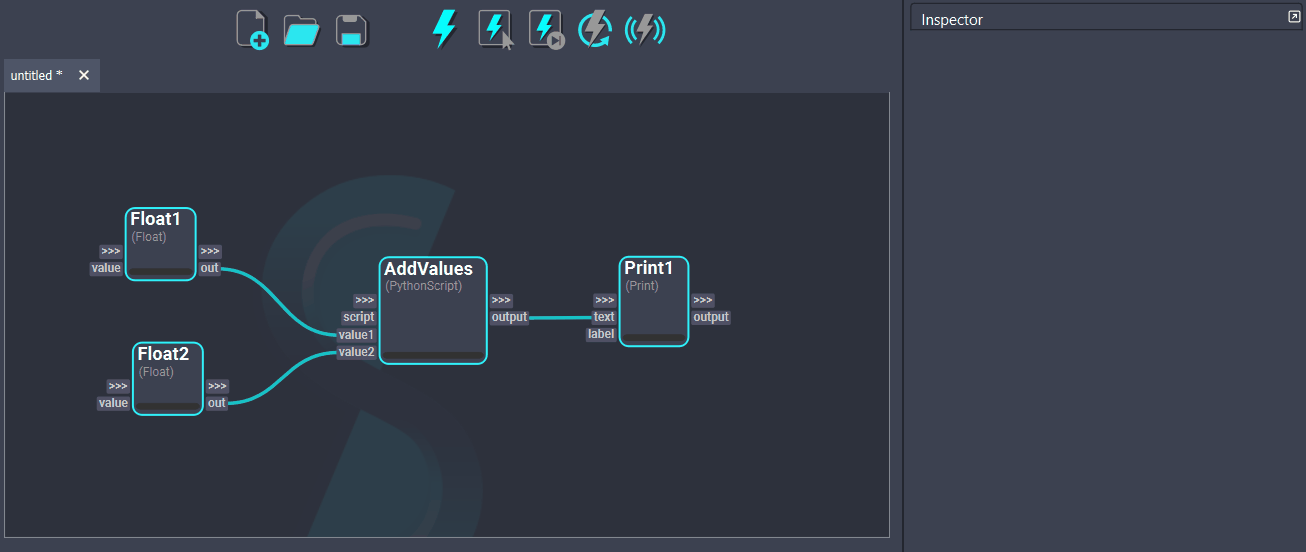 Inspector
untitled *
Float1
(Float)
>>> >>>
value out
AddValues
(PythonScript)
>>> >>>
script output
value1
value2
Print1
(Print)
>>> >>>
text output
label
Float2
(Float)
>>> >>>
value out